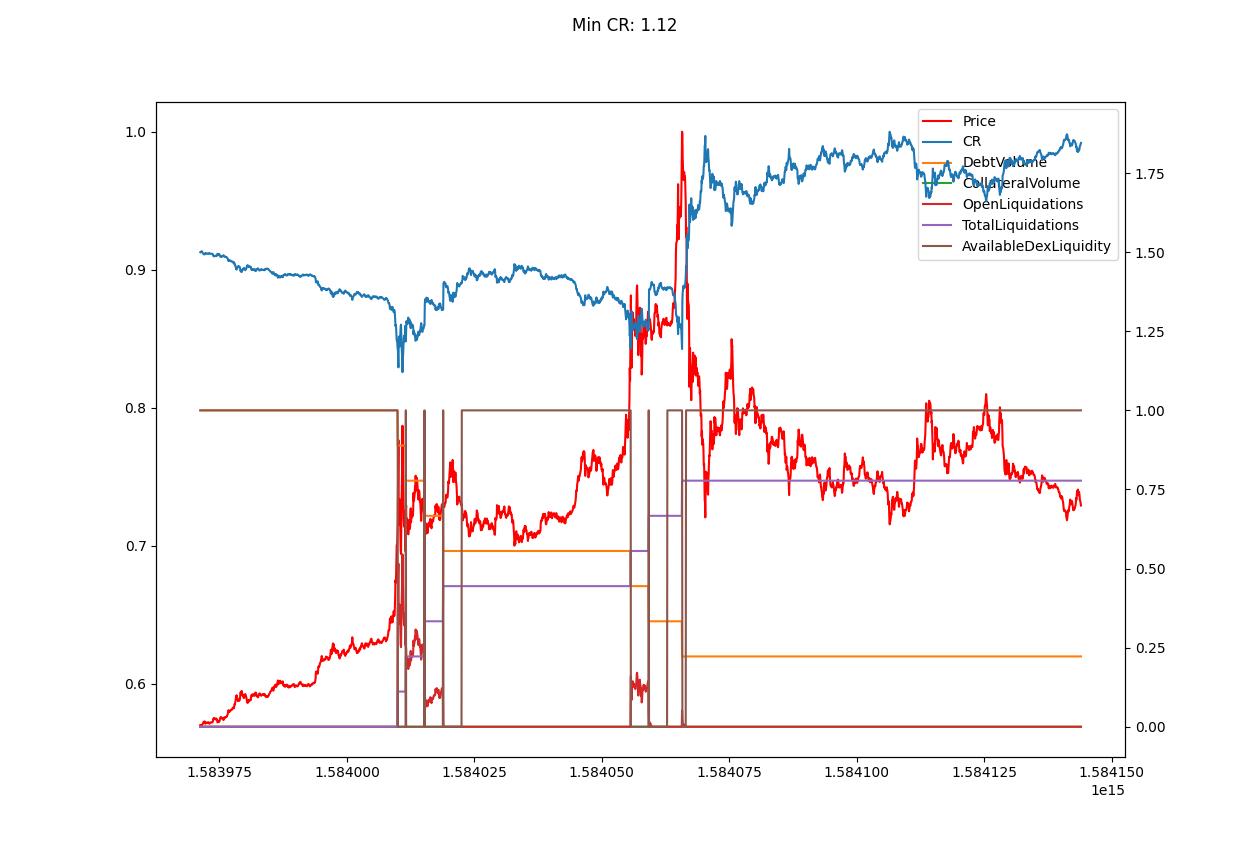 Min CR: 1.12
1.0
0.9
0.8
0.7
0.6
Price
CR
DebtVolume
CollateralVolume
OpenLiquidations
TotalLiquidations
AvailableDexLiquidity
1.75
1.50
1.25
1.00
0.75
0.50
0.25
0.00
1.583975 1.584000 1.584025 1.584050 1.584075 1.584100 1.584125 1.584150
1e15